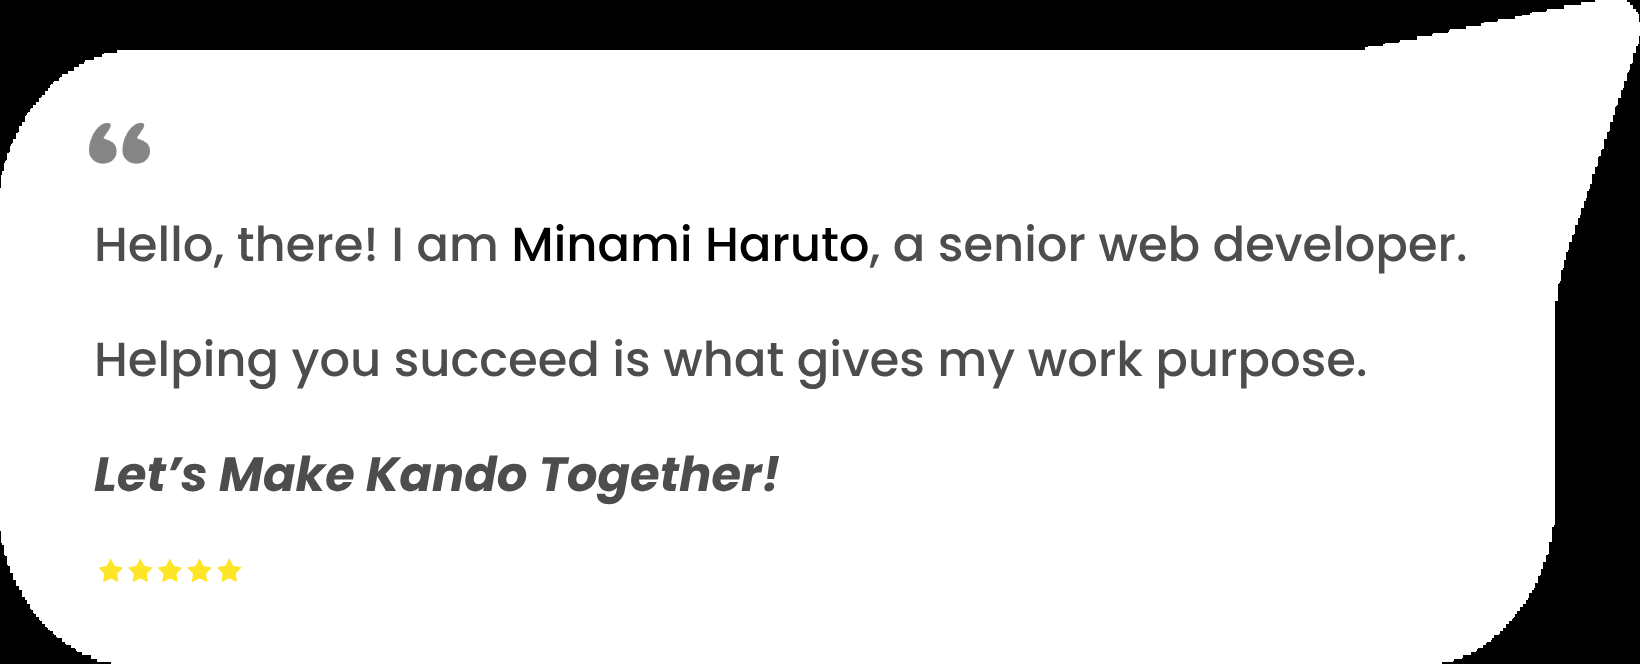 “
Hello, there! I am Minami Haruto, a senior web developer.
Helping you succeed is what gives my work purpose.
Let’s Make Kando Together!